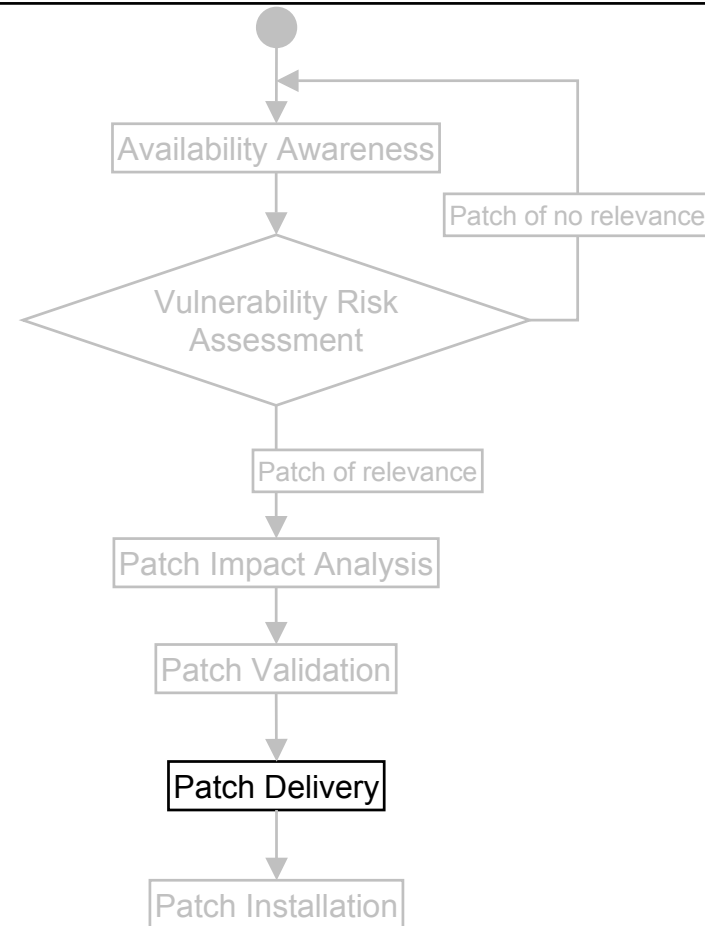 Availability Awareness
Patch of no relevance
Vulnerability Risk
Assessment
Patch of relevance
Patch Impact Analysis
Patch Validation
Patch Delivery
Patch Installation